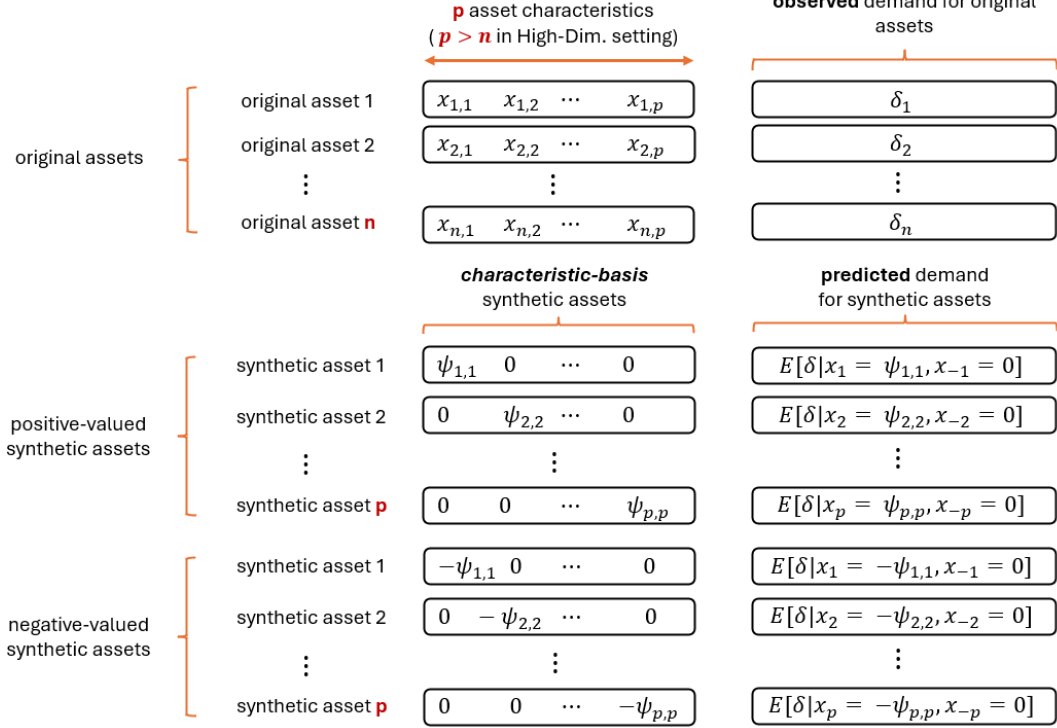 p asset characteristics
( p > n in High-Dim. setting)
observed demand for original
assets
original assets
original asset 1
x1,1 x1,2 ⋯ x1,p
δ1
original asset 2
x2,1 x2,2 ⋯ x2,p
δ2
⋮ ⋮ ⋮
original asset n
xn,1 xn,2 ⋯ xn,p
δn
characteristic-basis
synthetic assets
predicted demand
for synthetic assets
positive-valued
synthetic assets
synthetic asset 1
ψ1,1 0 ⋯ 0
E[δ|x1 = ψ1,1, x−1 = 0]
synthetic asset 2
0 ψ2,2 ⋯ 0
E[δ|x2 = ψ2,2, x−2 = 0]
⋮ ⋮ ⋮
synthetic asset p
0 0 ⋯ ψp,p
E[δ|xp = ψp,p, x−p = 0]
negative-valued
synthetic assets
synthetic asset 1
−ψ1,1 0 ⋯ 0
E[δ|x1 = −ψ1,1, x−1 = 0]
synthetic asset 2
0 −ψ2,2 ⋯ 0
E[δ|x2 = −ψ2,2, x−2 = 0]
⋮ ⋮ ⋮
synthetic asset p
0 0 ⋯ −ψp,p
E[δ|xp = −ψp,p, x−p = 0]